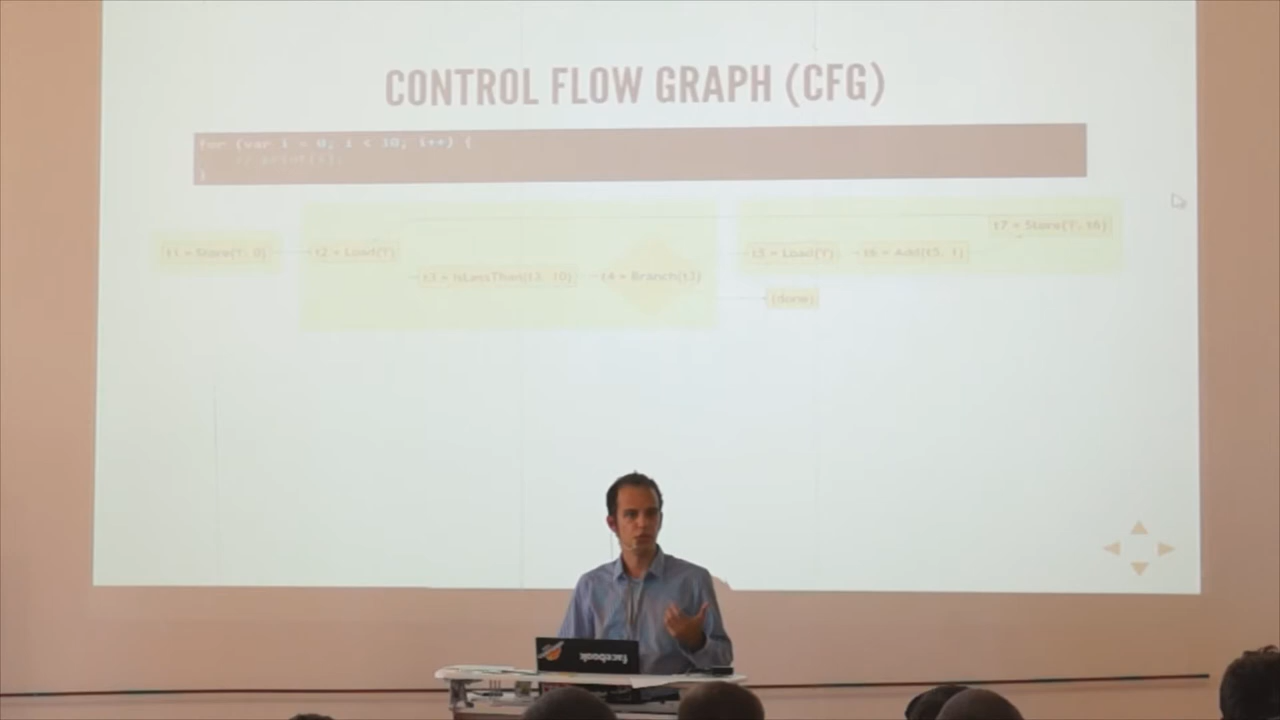 CONTROL FLOW GRAPH (CFG)
for (var i = 0; i < 10; i++) {
// print(i);
}
t7 = Store('i', t6)
t1 = Store('i', 0)
t2 = Load('i')
t5 = Load('i')
t6 = Add(t5, 1)
t3 = IsLessThan(t2, 10)
t4 = Branch(t3)
(done)
facebook